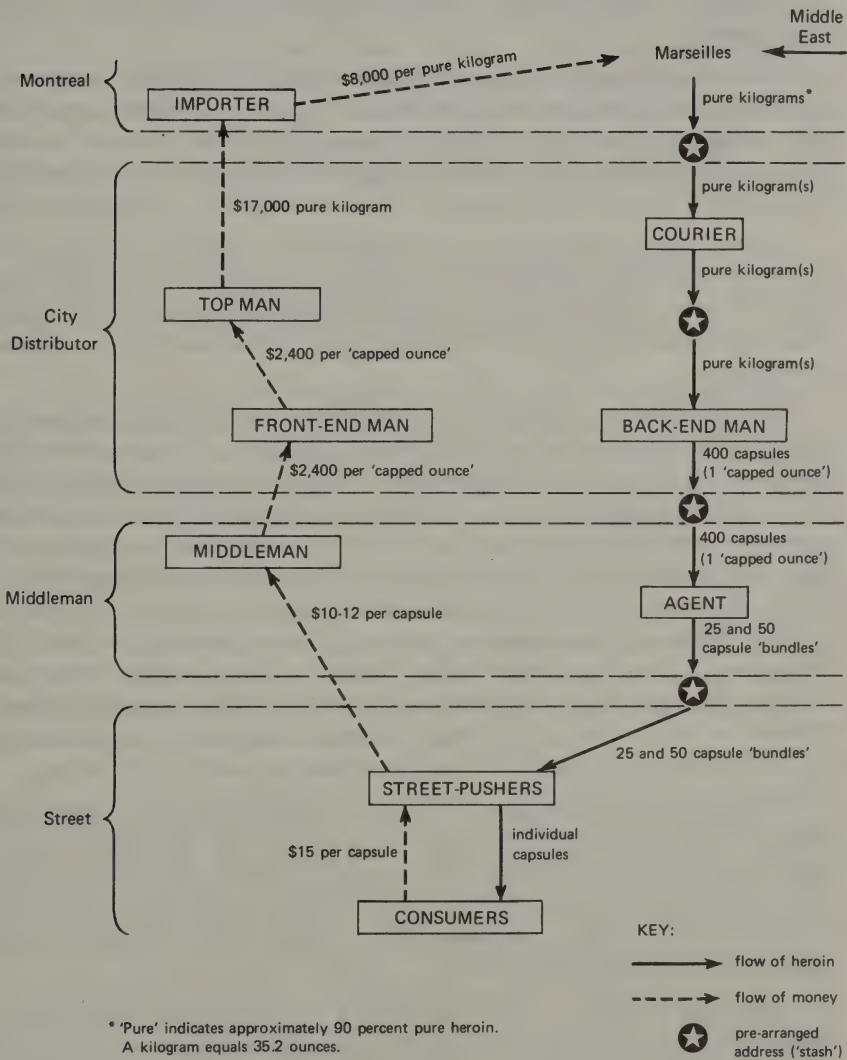 Middle
East
Montreal
$8,000 per pure kilogram
Marseilles
IMPORTER
pure kilograms*
$17,000 pure kilogram
pure kilogram(s)
COURIER
pure kilogram(s)
TOP MAN
City
Distributor
$2,400 per 'capped ounce'
pure kilogram(s)
FRONT-END MAN
BACK-END MAN
$2,400 per 'capped ounce'
400 capsules
(1 'capped ounce')
MIDDLEMAN
400 capsules
(1 'capped ounce')
Middleman
$10-12 per capsule
AGENT
25 and 50
capsule 'bundles'
25 and 50 capsule 'bundles'
STREET-PUSHERS
Street
$15 per capsule
individual
capsules
CONSUMERS
KEY:
flow of heroin
flow of money
pre-arranged
address ('stash')
* 'Pure' indicates approximately 90 percent pure heroin.
A kilogram equals 35.2 ounces.